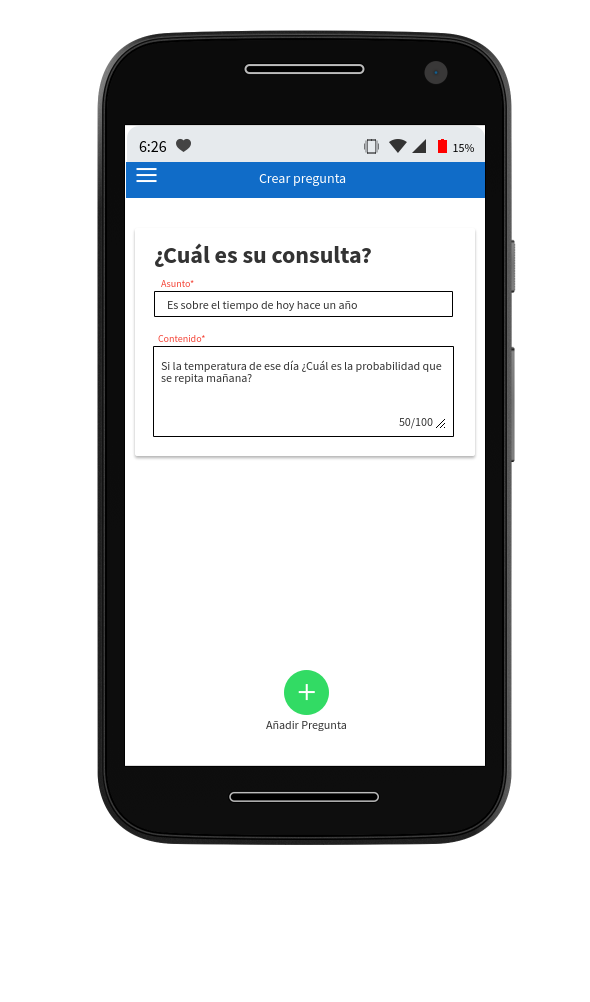 6:26
15%
Crear pregunta
¿Cuál es su consulta?
Asunto*
Es sobre el tiempo de hoy hace un año
Contenido*
Si la temperatura de ese día ¿Cuál es la probabilidad que
se repita mañana?
50/100
Añadir Pregunta